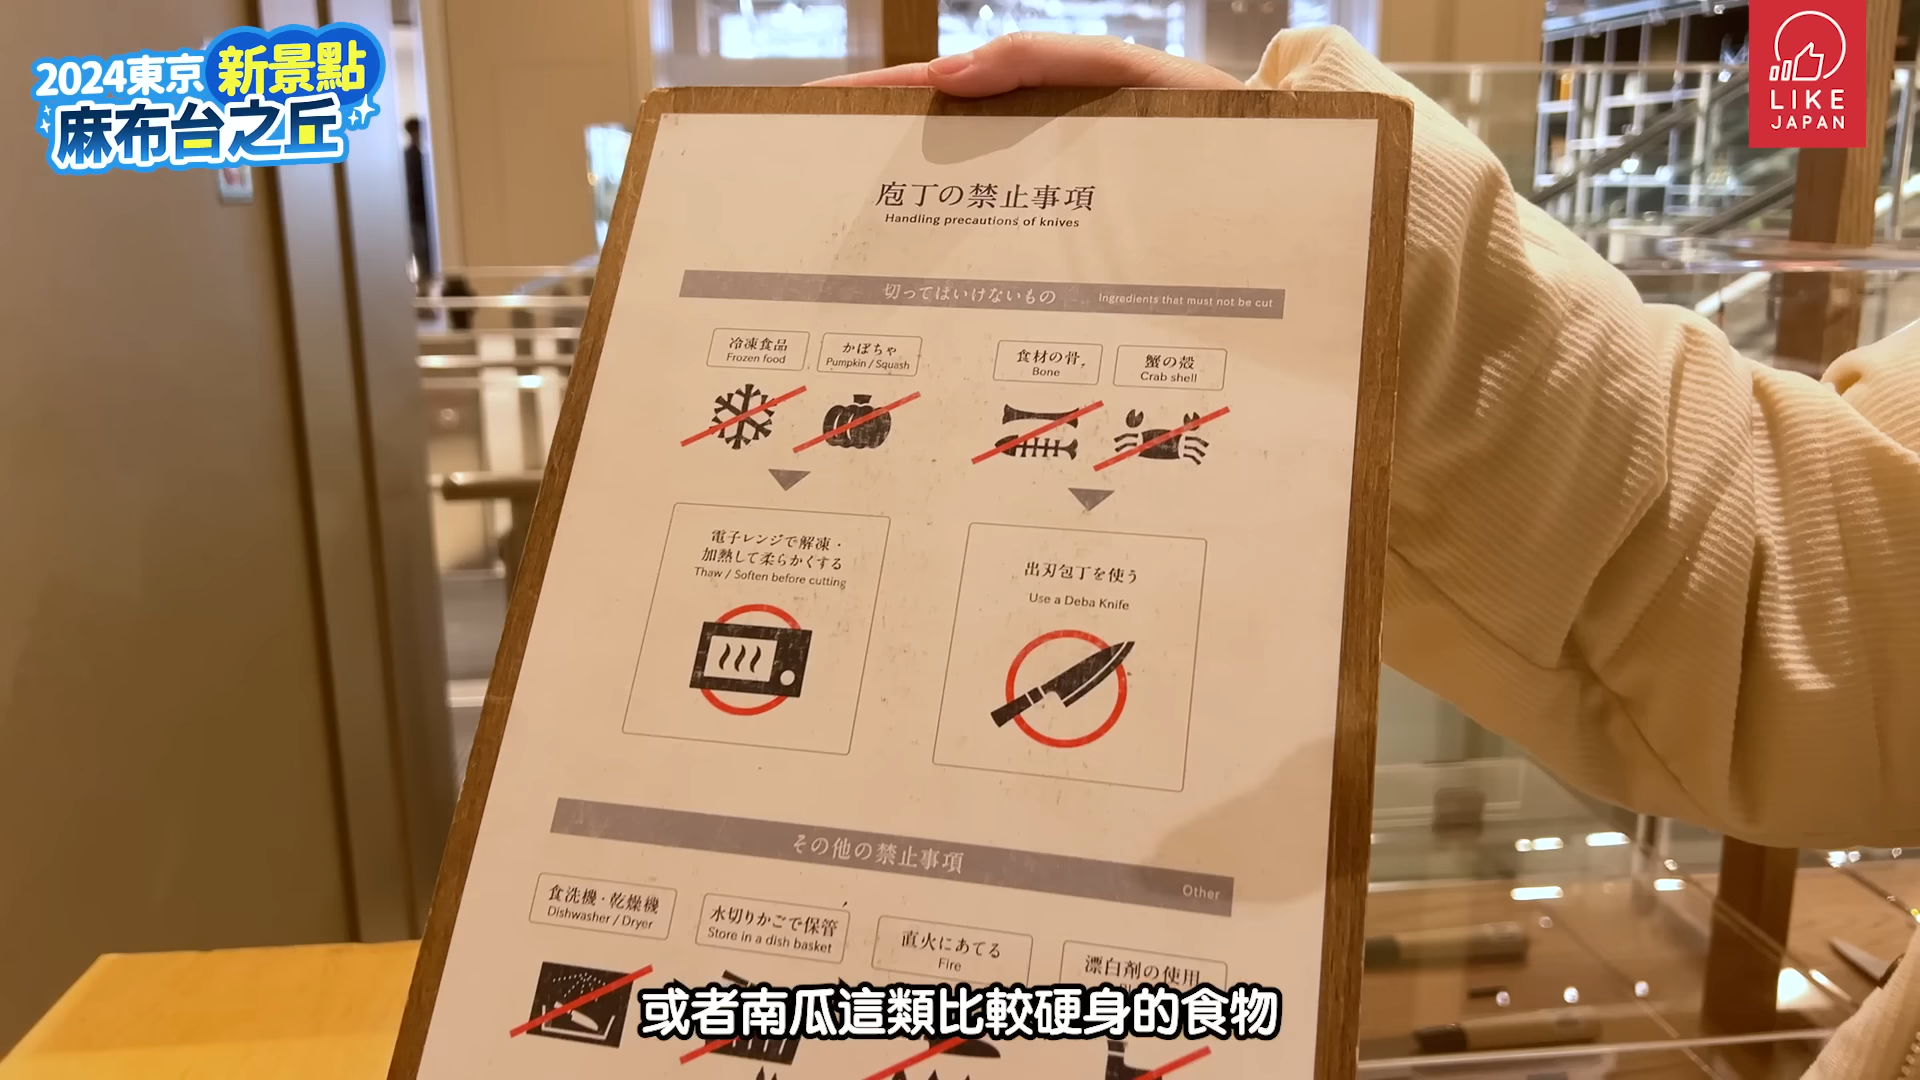 2024東京 新景點
麻布台之丘
LIKE
JAPAN
庖丁の禁止事項
Handling precautions of knives
切ってはいけないもの
Ingredients that must not be cut
冷凍食品
Frozen food
かぼちゃ
Pumpkin / Squash
食材の骨
Bone
蟹の殻
Crab shell
電子レンジで解凍・
加熱して柔らかくする
Thaw / Soften before cutting
出刃包丁を使う
Use a Deba Knife
その他の禁止事項
Other
食洗機・乾燥機
Dishwasher / Dryer
水切りかごで保管
Store in a dish basket
直火にあてる
Fire
漂白剤の使用
或者南瓜這類比較硬身的食物